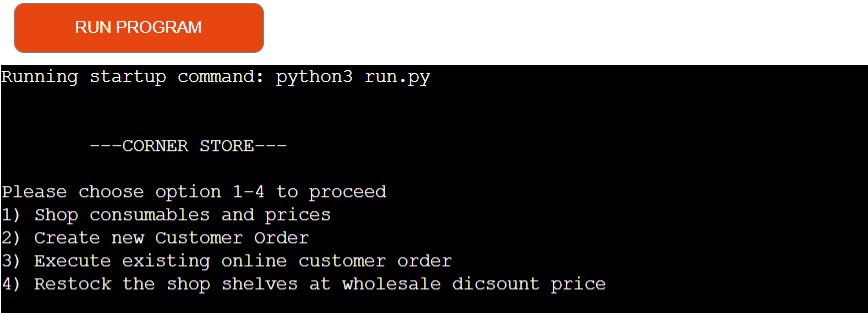 RUN PROGRAM
Running startup command: python3 run.py
---CORNER STORE---
Please choose option 1-4 to proceed
1) Shop consumables and prices
2) Create new Customer Order
3) Execute existing online customer order
4) Restock the shop shelves at wholesale dicsount price